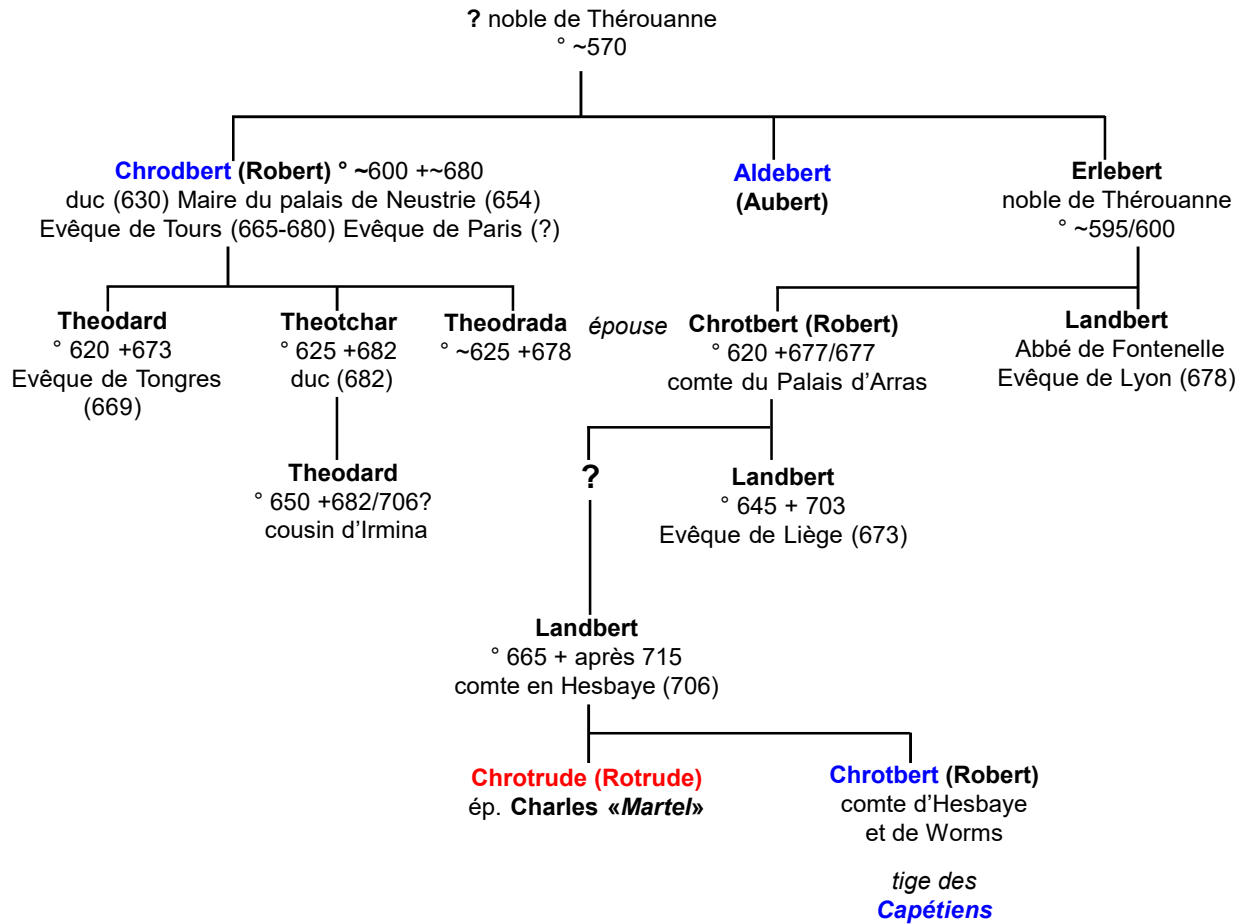 ? noble de Thérouanne
° ~570
Chrodbert (Robert) ° ~600 +~680
duc (630) Maire du palais de Neustrie (654)
Evêque de Tours (665-680) Evêque de Paris (?)
Aldebert
(Aubert)
Erlebert
noble de Thérouanne
° ~595/600
Theodard
° 620 +673
Evêque de Tongres
(669)
Theotchar
° 625 +682
duc (682)
Theodrada
° ~625 +678
épouse
Chrotbert (Robert)
° 620 +677/677
comte du Palais d’Arras
Landbert
Abbé de Fontenelle
Evêque de Lyon (678)
Theodard
° 650 +682/706?
cousin d’Irmina
?
Landbert
° 645 + 703
Evêque de Liège (673)
Landbert
° 665 + après 715
comte en Hesbaye (706)
Chrotrude (Rotrude)
ép. Charles «Martel»
Chrotbert (Robert)
comte d’Hesbaye
et de Worms
tige des
Capétiens